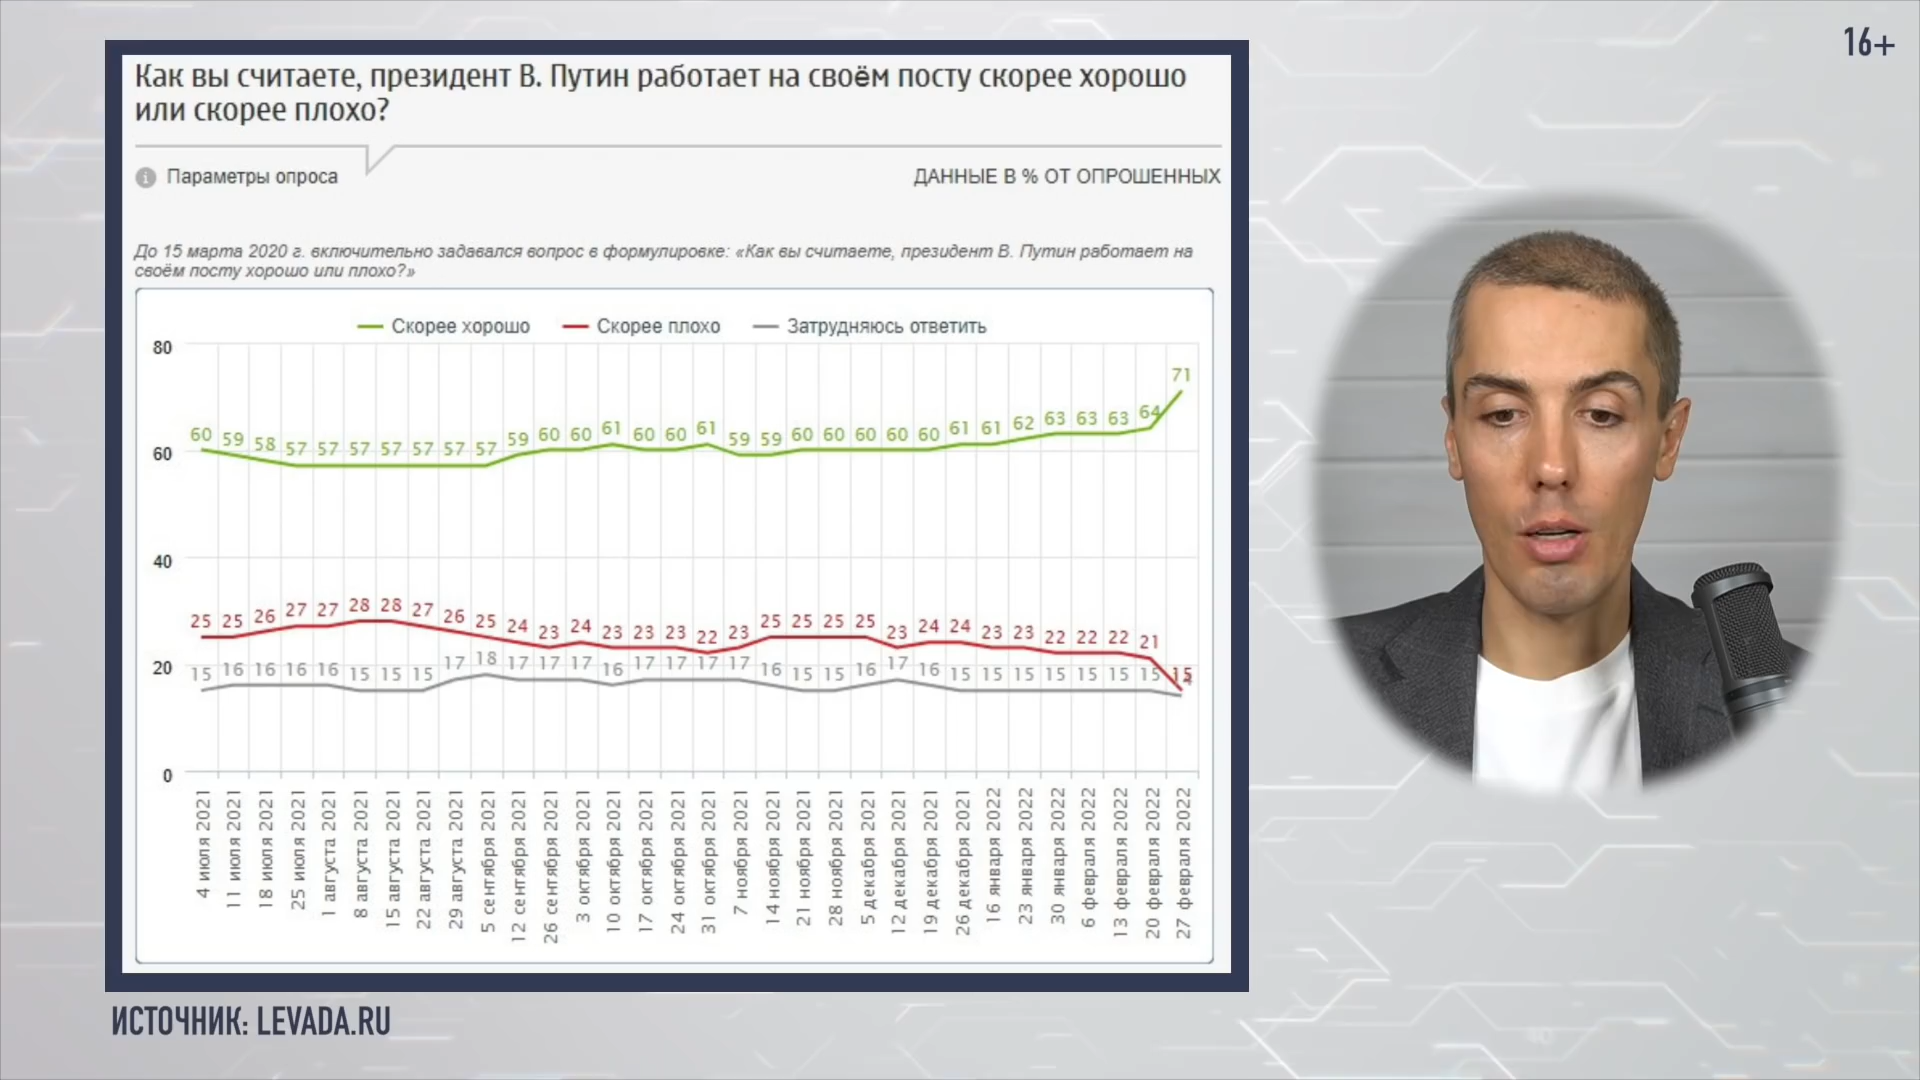 16+
Как вы считаете, президент В. Путин работает на своём посту скорее хорошо
или скорее плохо?
Параметры опроса
ДАННЫЕ В % ОТ ОПРОШЕННЫХ
До 15 марта 2020 г. включительно задавался вопрос в формулировке: «Как вы считаете, президент В. Путин работает на
своём посту хорошо или плохо?»
Скорее хорошо Скорее плохо Затрудняюсь ответить
80
60
40
20
0
60 59 58 57 57 57 57 57 57 57 59 60 60 61 60 60 61 59 59 60 60 60 60 60 61 61 62 63 63 63 64 71
25 25 26 27 27 28 28 27 26 25 24 23 24 23 23 23 22 23 25 25 25 25 23 24 24 23 23 22 22 22 21 15
15 16 16 16 16 15 15 15 17 18 17 17 17 16 17 17 17 17 16 15 15 16 17 16 15 15 15 15 15 15 15
4 июля 2021
11 июля 2021
18 июля 2021
25 июля 2021
1 августа 2021
8 августа 2021
15 августа 2021
22 августа 2021
29 августа 2021
5 сентября 2021
12 сентября 2021
26 сентября 2021
3 октября 2021
10 октября 2021
17 октября 2021
24 октября 2021
31 октября 2021
7 ноября 2021
14 ноября 2021
21 ноября 2021
28 ноября 2021
5 декабря 2021
12 декабря 2021
19 декабря 2021
26 декабря 2021
16 января 2022
23 января 2022
30 января 2022
6 февраля 2022
13 февраля 2022
20 февраля 2022
27 февраля 2022
ИСТОЧНИК: LEVADA.RU